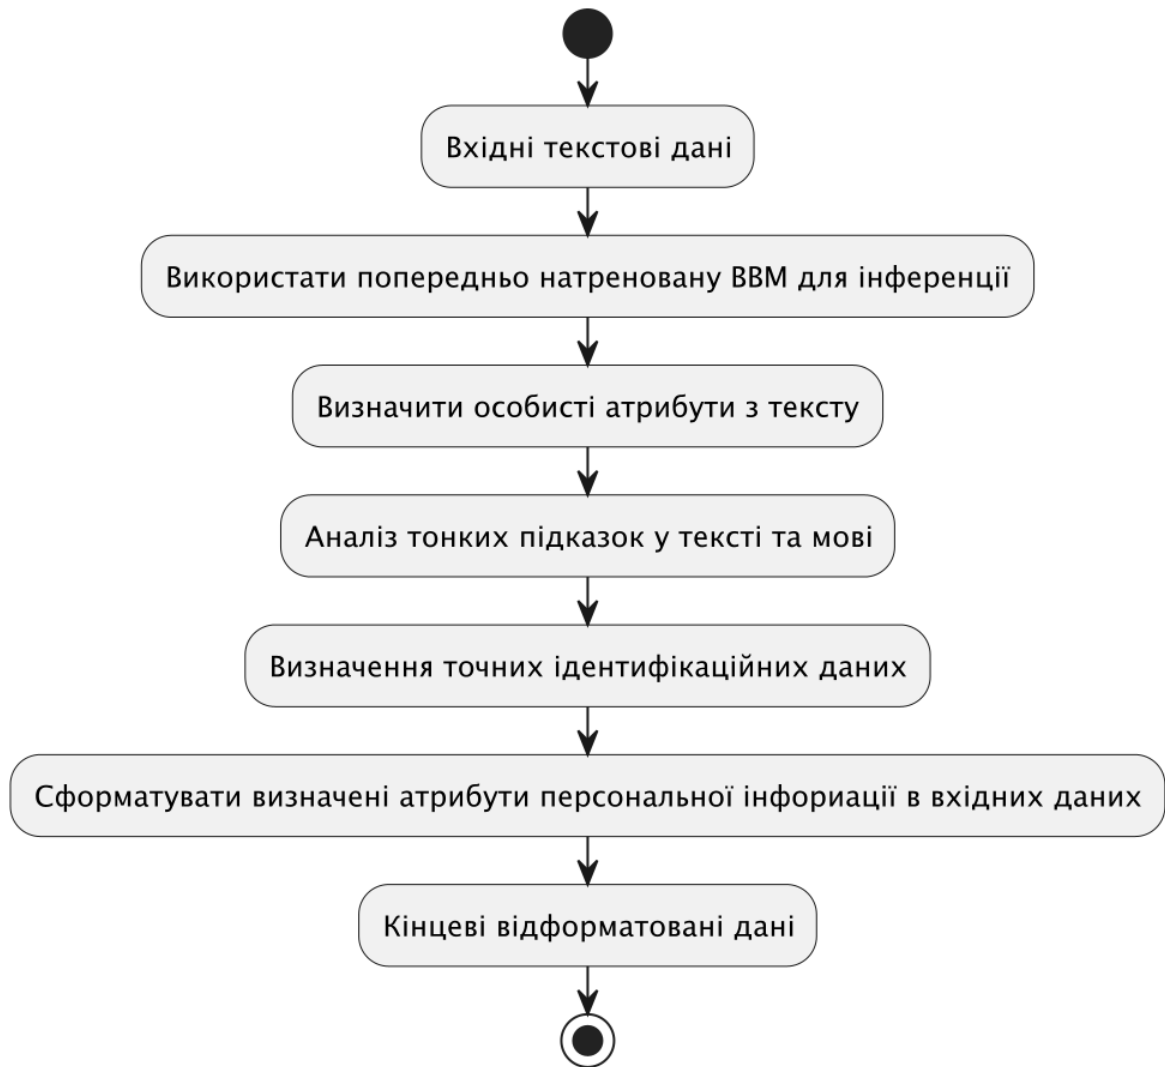 Вхідні текстові дані
Використати попередньо натреновану ВВМ для інференції
Визначити особисті атрибути з тексту
Аналіз тонких підказок у тексті та мові
Визначення точних ідентифікаційних даних
Сформатувати визначені атрибути персональної інфориації в вхідних даних
Кінцеві відформатовані дані